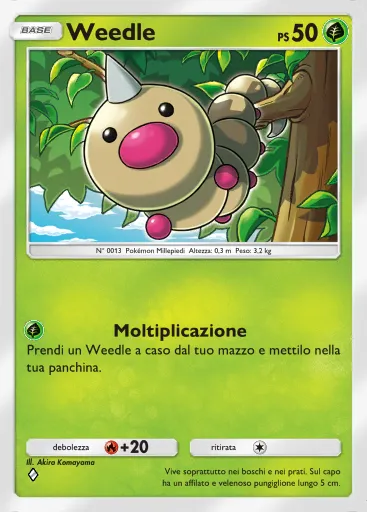 BASE
Weedle
PS 50
N° 0013 Pokémon Millepiedi Altezza: 0,3 m Peso: 3,2 kg
Moltiplicazione
Prendi un Weedle a caso dal tuo mazzo e mettilo nella
tua panchina.
debolezza +20 ritirata
Ill. Akira Komayama
Vive soprattutto nei boschi e nei prati. Sul capo
ha un affilato e velenoso pungiglione lungo 5 cm.